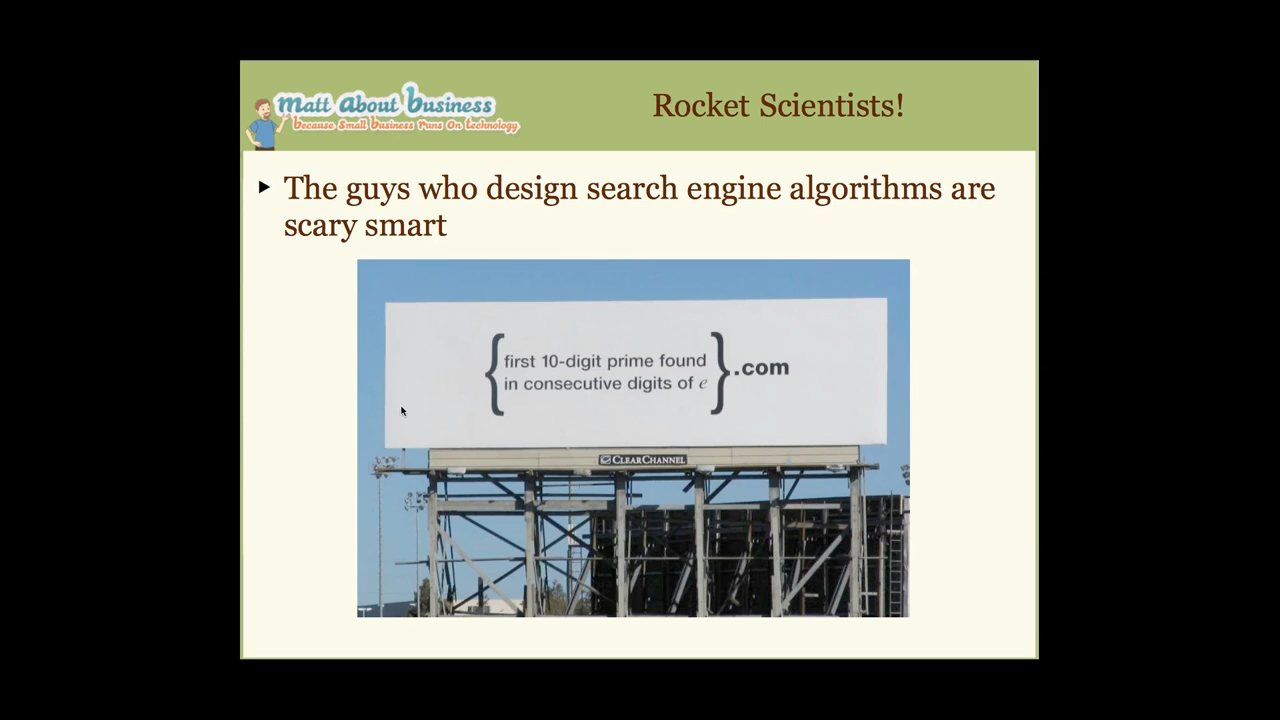 matt about business
because Small business runs On technology
Rocket Scientists!
The guys who design search engine algorithms are
scary smart
{first 10-digit prime found
in consecutive digits of e}.com
CLEARCHANNEL